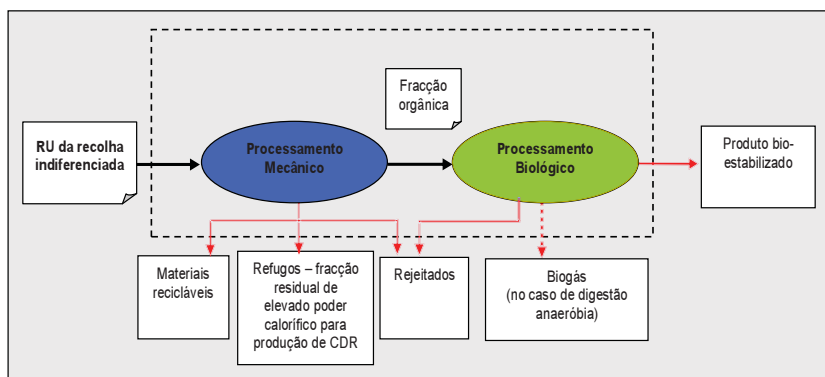 Fracção
orgânica
RU da recolha
indiferenciada
Processamento
Mecânico
Processamento
Biológico
Produto bio-
estabilizado
Materiais
recicláveis
Refugos – fracção
residual de
elevado poder
calorífico para
produção de CDR
Rejeitados
Biogás
(no caso de digestão
anaeróbia)